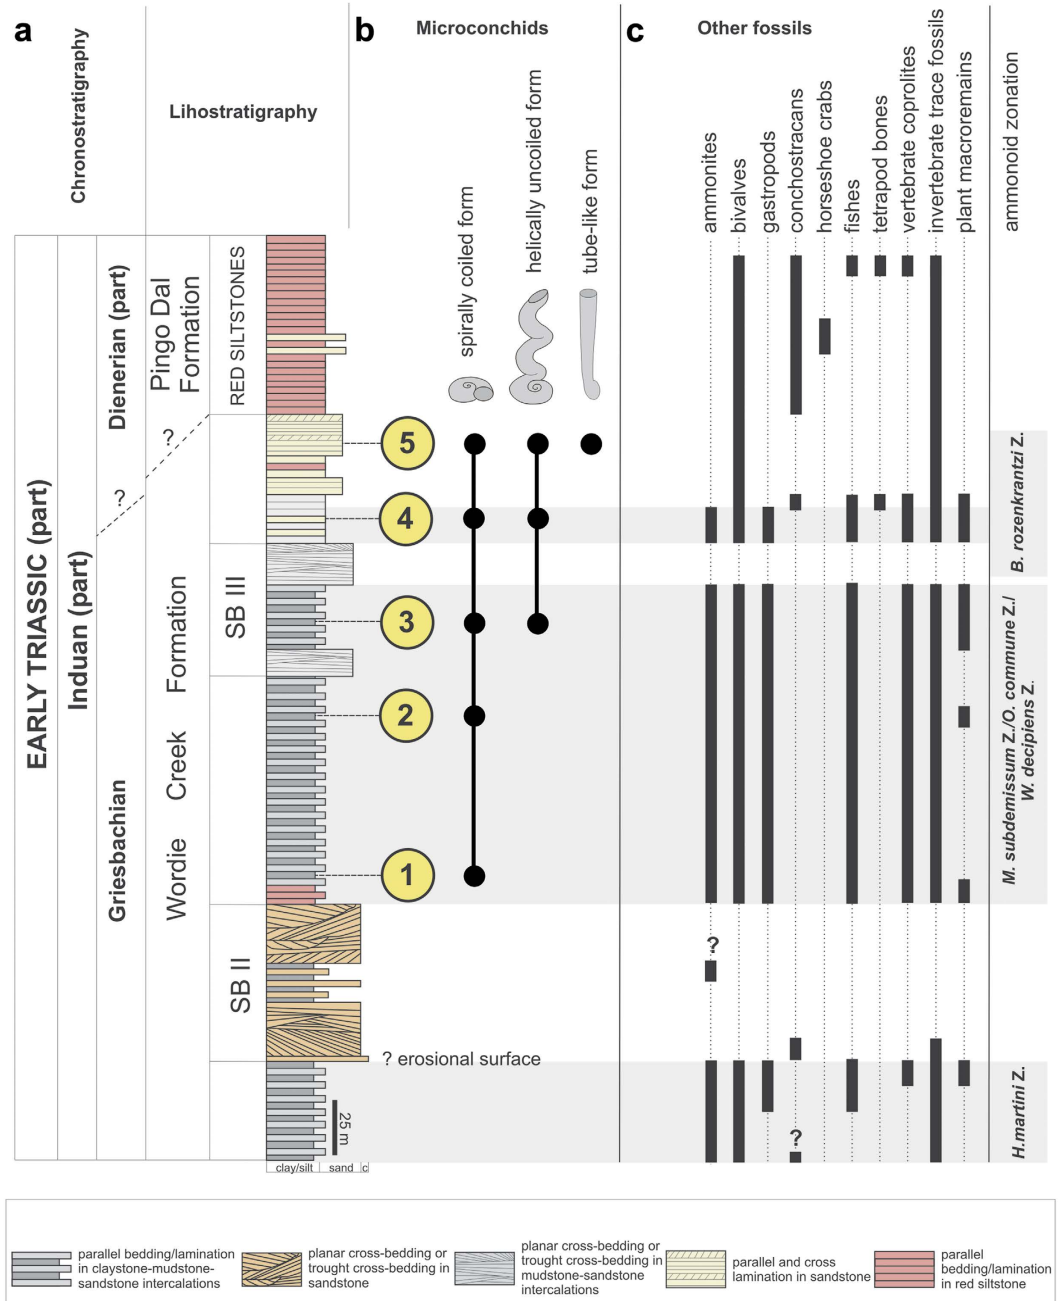 a
b
c
Chronostratigraphy
Lihostratigraphy
Microconchids
Other fossils
spirally coiled form
helically uncoiled form
tube-like form
ammonites
bivalves
gastropods
conchostracans
horseshoe crabs
fishes
tetrapod bones
vertebrate coprolites
invertebrate trace fossils
plant macroremains
ammonoid zonation
EARLY TRIASSIC (part)
Induan (part)
Dienerian (part)
Griesbachian
Pingo Dal
Formation
Wordie Creek Formation
RED SILTSTONES
SB III
SB II
?
?
5
4
3
2
1
? erosional surface
25 m
clay/silt
sand
c
?
?
B. rozenkrantzi Z.
M. subdemissum Z./O. commune Z./
W. decipiens Z.
H.martini Z.
parallel bedding/lamination
in claystone-mudstone-
sandstone intercalations
planar cross-bedding or
trought cross-bedding in
sandstone
planar cross-bedding or
trought cross-bedding in
mudstone-sandstone
intercalations
parallel and cross
lamination in sandstone
parallel
bedding/lamination
in red siltstone